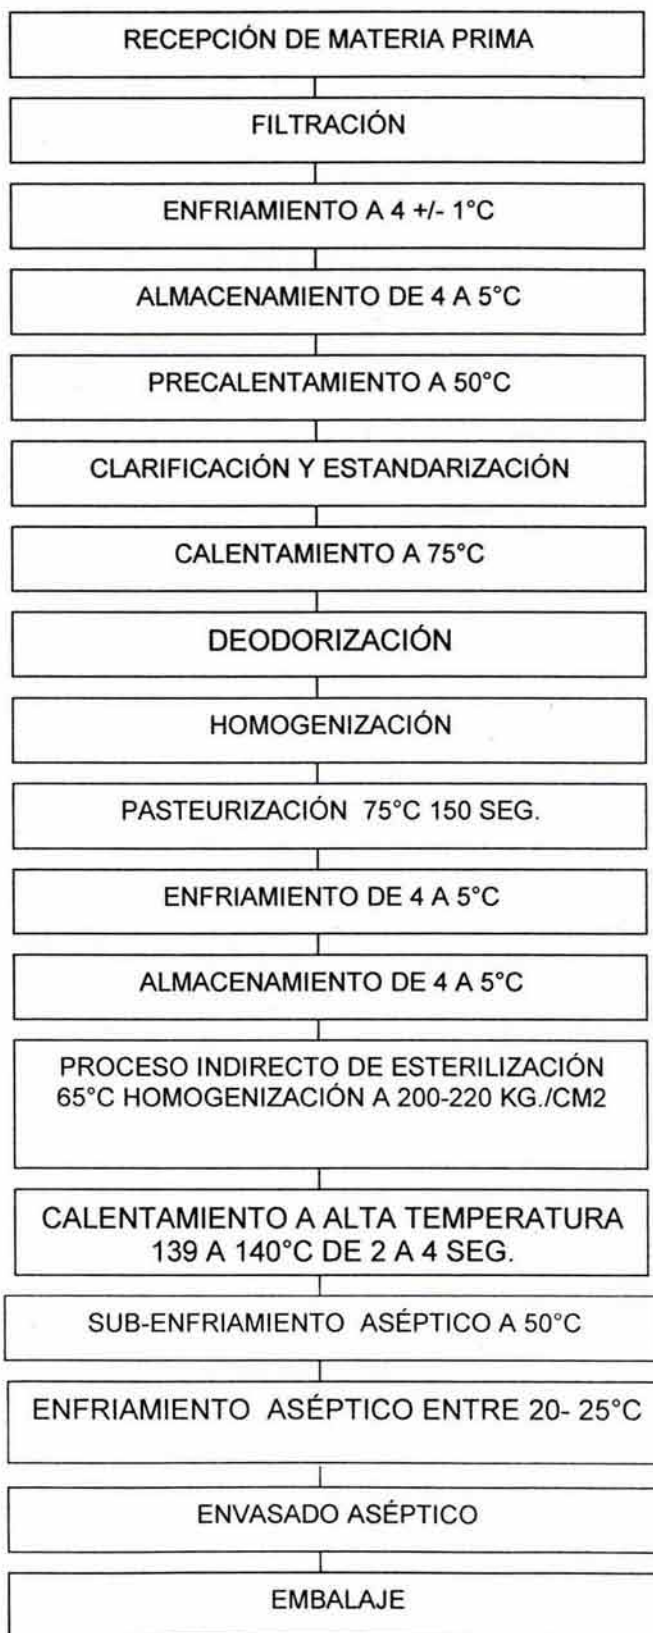 RECEPCIÓN DE MATERIA PRIMA
FILTRACIÓN
ENFRIAMIENTO A 4 +/- 1°C
ALMACENAMIENTO DE 4 A 5°C
PRECALENTAMIENTO A 50°C
CLARIFICACIÓN Y ESTANDARIZACIÓN
CALENTAMIENTO A 75°C
DEODORIZACIÓN
HOMOGENIZACIÓN
PASTEURIZACIÓN 75°C 150 SEG.
ENFRIAMIENTO DE 4 A 5°C
ALMACENAMIENTO DE 4 A 5°C
PROCESO INDIRECTO DE ESTERILIZACIÓN
65°C HOMOGENIZACIÓN A 200-220 KG./CM2
CALENTAMIENTO A ALTA TEMPERATURA
139 A 140°C DE 2 A 4 SEG.
SUB-ENFRIAMIENTO ASÉPTICO A 50°C
ENFRIAMIENTO ASÉPTICO ENTRE 20- 25°C
ENVASADO ASÉPTICO
EMBALAJE